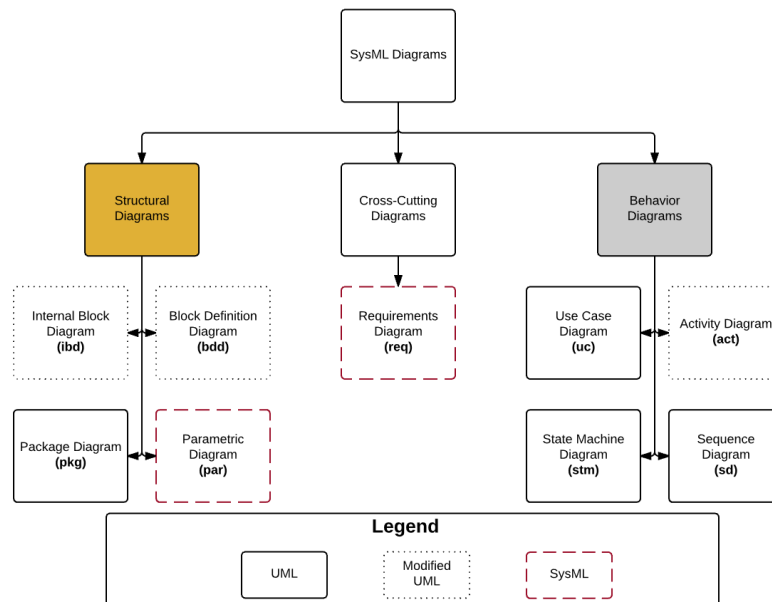 SysML Diagrams
Structural
Diagrams
Cross-Cutting
Diagrams
Behavior
Diagrams
Internal Block
Diagram
(ibd)
Block Definition
Diagram
(bdd)
Requirements
Diagram
(req)
Use Case
Diagram
(uc)
Activity Diagram
(act)
Package Diagram
(pkg)
Parametric
Diagram
(par)
State Machine
Diagram
(stm)
Sequence
Diagram
(sd)
Legend
UML
Modified
UML
SysML